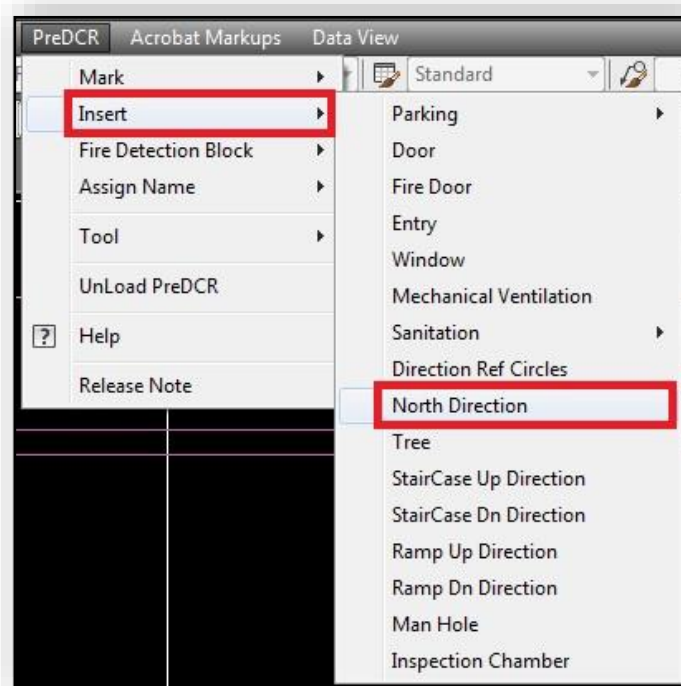 PreDCR Acrobat Markups Data View
Standard
Mark
Insert
Fire Detection Block
Assign Name
Tool
UnLoad PreDCR
? Help
Release Note
Parking
Door
Fire Door
Entry
Window
Mechanical Ventilation
Sanitation
Direction Ref Circles
North Direction
Tree
StairCase Up Direction
StairCase Dn Direction
Ramp Up Direction
Ramp Dn Direction
Man Hole
Inspection Chamber